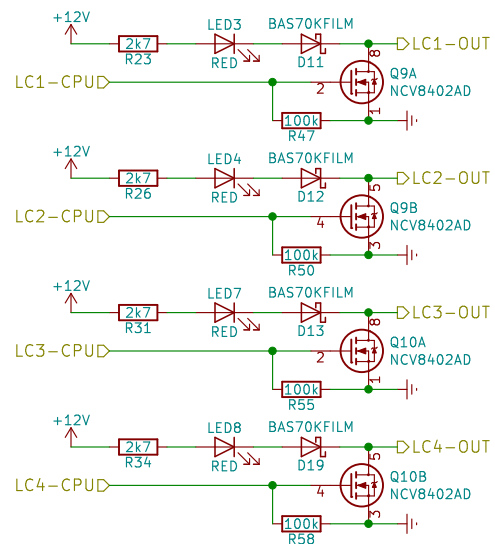 +12V
LED3
BAS70KFILM
2k7
LC1-OUT
R23
RED
D11
8
Q9A
LC1-CPU
2
NCV8402AD
1
100k
R47
+12V
LED4
BAS70KFILM
2k7
LC2-OUT
R26
RED
D12
5
Q9B
LC2-CPU
4
NCV8402AD
3
100k
R50
+12V
LED7
BAS70KFILM
2k7
LC3-OUT
R31
RED
D13
8
Q10A
LC3-CPU
2
NCV8402AD
1
100k
R55
+12V
LED8
BAS70KFILM
2k7
LC4-OUT
R34
RED
D19
5
Q10B
LC4-CPU
4
NCV8402AD
3
100k
R58